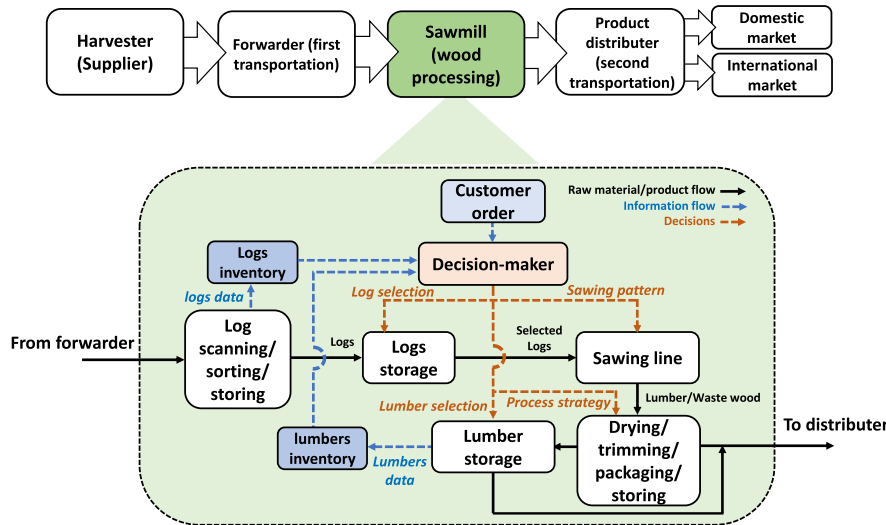 Harvester
(Supplier)
Forwarder (first
transportation)
Sawmill
(wood
processing)
Product
distributer
(second
transportation)
Domestic
market
International
market
Customer
order
Raw material/product flow
Information flow
Decisions
Logs
inventory
Decision-maker
logs data
Log selection
Sawing pattern
From forwarder
Log
scanning/
sorting/
storing
Logs
Logs
storage
Selected
Logs
Sawing line
Lumber/Waste wood
Lumber selection
Process strategy
To distributer
lumbers
inventory
Lumbers
data
Lumber
storage
Drying/
trimming/
packaging/
storing